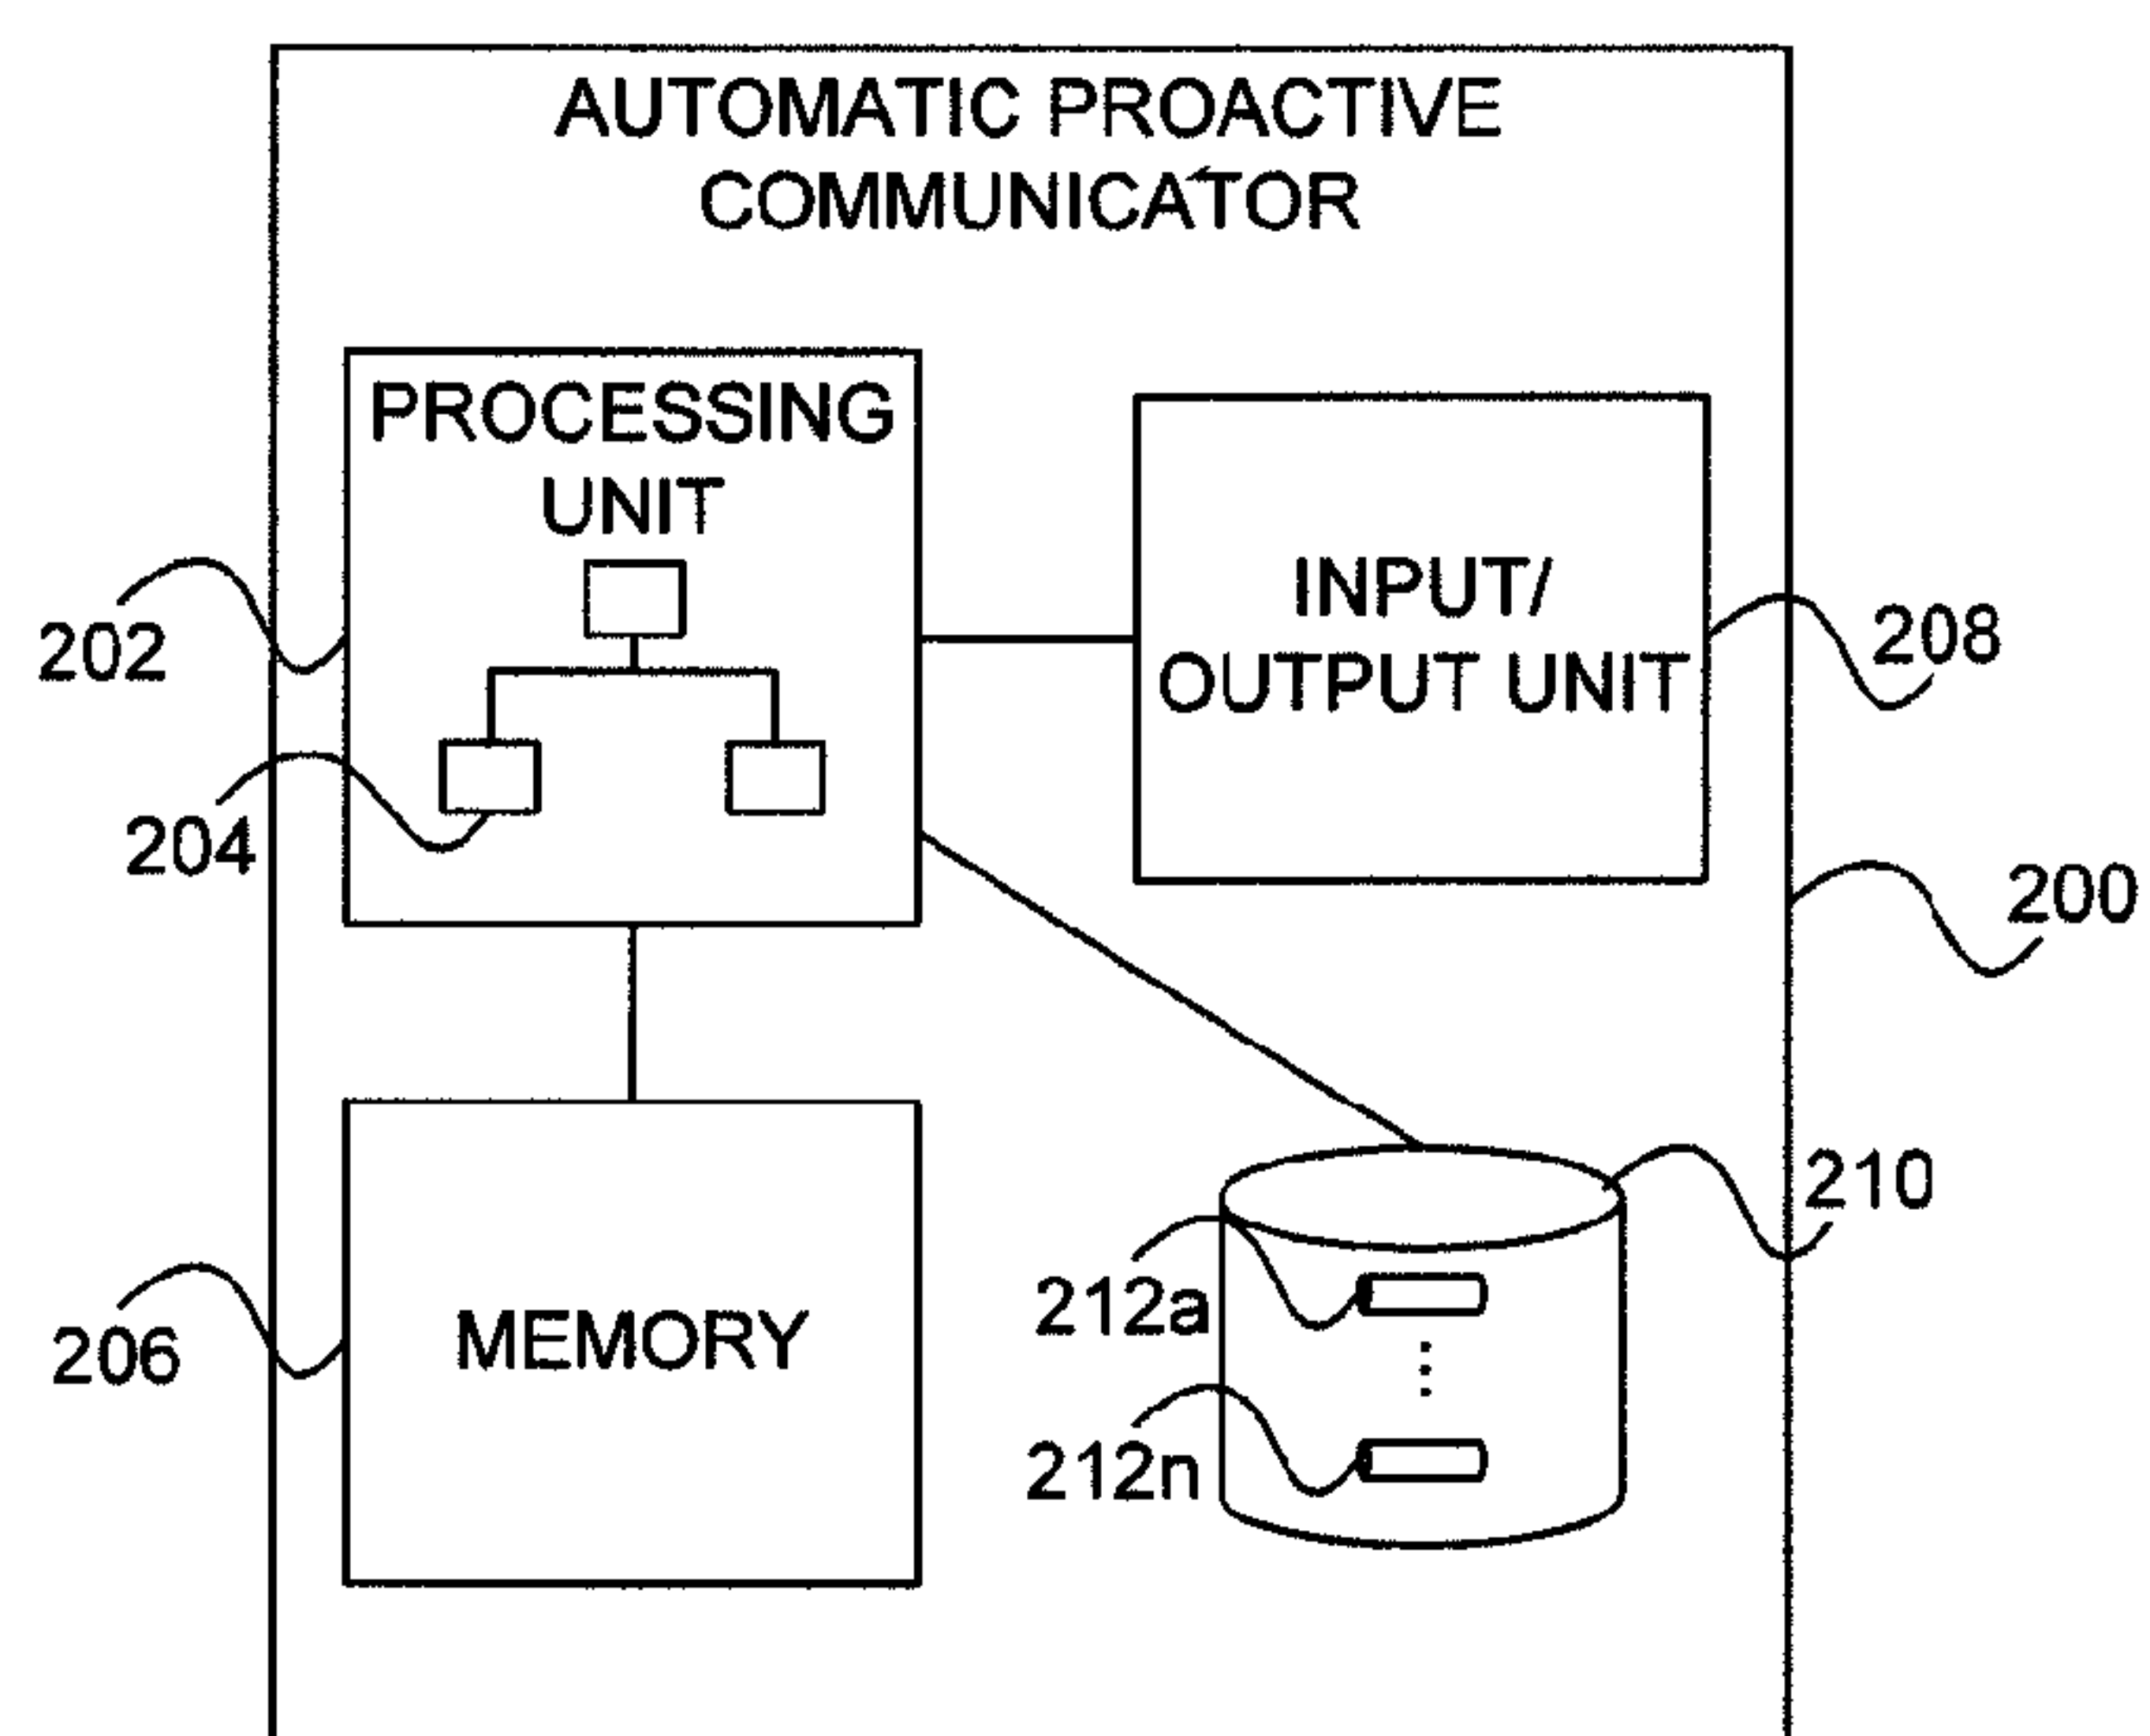 AUTOMATIC PROACTIVE
COMMUNICATOR
PROCESSING
UNIT
INPUT/
OUTPUT UNIT
202
208
204
200
210
212a
206
MEMORY
212n